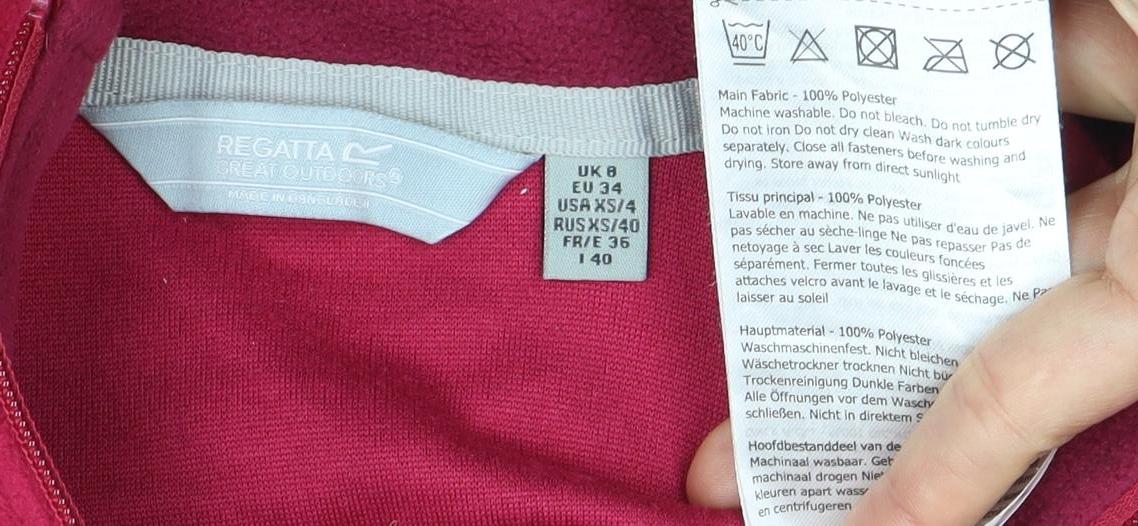 REGATTA
GREAT OUTDOORS®
MADE IN BANGLADESH
UK 8
EU 34
USA XS/4
RUS XS/40
FR/E 36
I 40
40°C
Main Fabric - 100% Polyester
Machine washable. Do not bleach. Do not tumble dry
Do not iron Do not dry clean Wash dark colours
separately. Close all fasteners before washing and
drying. Store away from direct sunlight
Tissu principal - 100% Polyester
Lavable en machine. Ne pas utiliser d'eau de javel. Ne
pas sécher au sèche-linge Ne pas repasser Pas de
netoyage à sec Laver les couleurs foncées
séparément. Fermer toutes les glissières et les
attaches velcro avant le lavage et le séchage. Ne Pas
laisser au soleil
Hauptmaterial - 100% Polyester
Waschmaschinenfest. Nicht bleichen
Wäschetrockner trocknen Nicht
Trockenreinigung Dunkle Farben
Alle Öffnungen vor dem
schließen. Nicht in direktem
Hoofdbestanddeel van de
Machinaal wasbaar.
machinaal drogen
kleuren apart
en centrifugeren